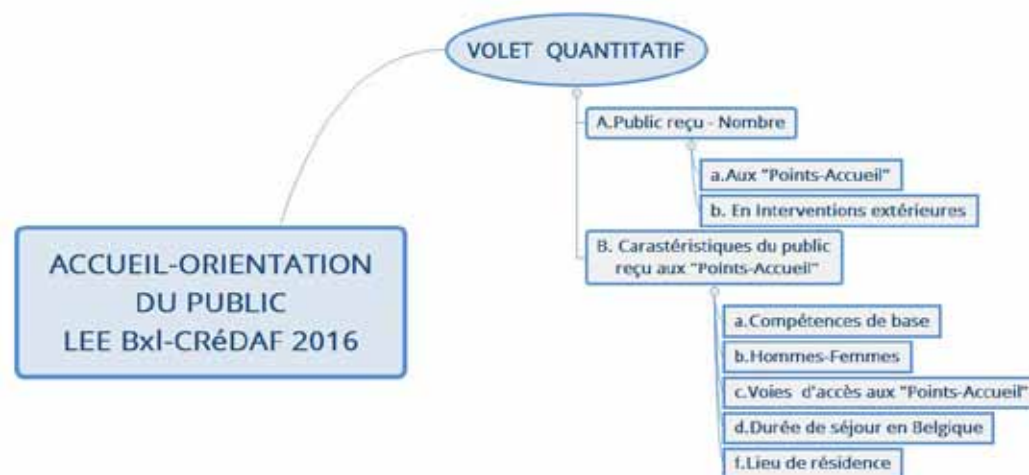 VOLET QUANTITATIF
A.Public reçu - Nombre
a.Aux "Points-Accueil"
b. En Interventions extérieures
B. Carastéristiques du public
reçu aux "Points-Accueil"
a.Compétences de base
b.Hommes-Femmes
c.Voies d'accès aux "Points-Accueil"
d.Durée de séjour en Belgique
f.Lieu de résidence
ACCUEIL-ORIENTATION
DU PUBLIC
LEE Bxl-CRéDAF 2016